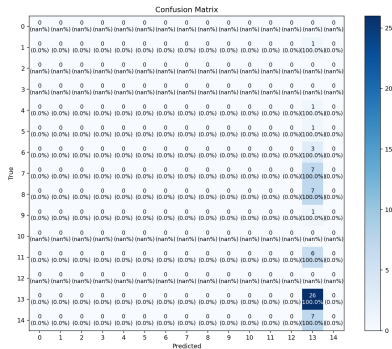 Confusion Matrix
0 0 0 0 0 0 0 0 0 0 0 0 0 0 0 0
(nan%) (nan%) (nan%) (nan%) (nan%) (nan%) (nan%) (nan%) (nan%) (nan%) (nan%) (nan%) (nan%) (nan%) (nan%)
1 0 0 0 0 0 0 0 0 0 0 0 0 0 1 0
(0.0%) (0.0%) (0.0%) (0.0%) (0.0%) (0.0%) (0.0%) (0.0%) (0.0%) (0.0%) (0.0%) (0.0%) (0.0%) (100.0%) (0.0%)
2 0 0 0 0 0 0 0 0 0 0 0 0 0 0 0
(nan%) (nan%) (nan%) (nan%) (nan%) (nan%) (nan%) (nan%) (nan%) (nan%) (nan%) (nan%) (nan%) (nan%) (nan%)
3 0 0 0 0 0 0 0 0 0 0 0 0 0 0 0
(nan%) (nan%) (nan%) (nan%) (nan%) (nan%) (nan%) (nan%) (nan%) (nan%) (nan%) (nan%) (nan%) (nan%) (nan%)
4 0 0 0 0 0 0 0 0 0 0 0 0 0 1 0
(0.0%) (0.0%) (0.0%) (0.0%) (0.0%) (0.0%) (0.0%) (0.0%) (0.0%) (0.0%) (0.0%) (0.0%) (0.0%) (100.0%) (0.0%)
5 0 0 0 0 0 0 0 0 0 0 0 0 0 1 0
(0.0%) (0.0%) (0.0%) (0.0%) (0.0%) (0.0%) (0.0%) (0.0%) (0.0%) (0.0%) (0.0%) (0.0%) (0.0%) (100.0%) (0.0%)
6 0 0 0 0 0 0 0 0 0 0 0 0 0 3 0
(0.0%) (0.0%) (0.0%) (0.0%) (0.0%) (0.0%) (0.0%) (0.0%) (0.0%) (0.0%) (0.0%) (0.0%) (0.0%) (100.0%) (0.0%)
7 0 0 0 0 0 0 0 0 0 0 0 0 0 7 0
(0.0%) (0.0%) (0.0%) (0.0%) (0.0%) (0.0%) (0.0%) (0.0%) (0.0%) (0.0%) (0.0%) (0.0%) (0.0%) (100.0%) (0.0%)
8 0 0 0 0 0 0 0 0 0 0 0 0 0 7 0
(0.0%) (0.0%) (0.0%) (0.0%) (0.0%) (0.0%) (0.0%) (0.0%) (0.0%) (0.0%) (0.0%) (0.0%) (0.0%) (100.0%) (0.0%)
9 0 0 0 0 0 0 0 0 0 0 0 0 0 1 0
(0.0%) (0.0%) (0.0%) (0.0%) (0.0%) (0.0%) (0.0%) (0.0%) (0.0%) (0.0%) (0.0%) (0.0%) (0.0%) (100.0%) (0.0%)
10 0 0 0 0 0 0 0 0 0 0 0 0 0 0 0
(nan%) (nan%) (nan%) (nan%) (nan%) (nan%) (nan%) (nan%) (nan%) (nan%) (nan%) (nan%) (nan%) (nan%) (nan%)
11 0 0 0 0 0 0 0 0 0 0 0 0 0 6 0
(0.0%) (0.0%) (0.0%) (0.0%) (0.0%) (0.0%) (0.0%) (0.0%) (0.0%) (0.0%) (0.0%) (0.0%) (0.0%) (100.0%) (0.0%)
12 0 0 0 0 0 0 0 0 0 0 0 0 0 0 0
(nan%) (nan%) (nan%) (nan%) (nan%) (nan%) (nan%) (nan%) (nan%) (nan%) (nan%) (nan%) (nan%) (nan%) (nan%)
13 0 0 0 0 0 0 0 0 0 0 0 0 0 26 0
(0.0%) (0.0%) (0.0%) (0.0%) (0.0%) (0.0%) (0.0%) (0.0%) (0.0%) (0.0%) (0.0%) (0.0%) (0.0%) (100.0%) (0.0%)
14 0 0 0 0 0 0 0 0 0 0 0 0 0 7 0
(0.0%) (0.0%) (0.0%) (0.0%) (0.0%) (0.0%) (0.0%) (0.0%) (0.0%) (0.0%) (0.0%) (0.0%) (0.0%) (100.0%) (0.0%)
0 1 2 3 4 5 6 7 8 9 10 11 12 13 14
Predicted
True
25
20
15
10
5
0